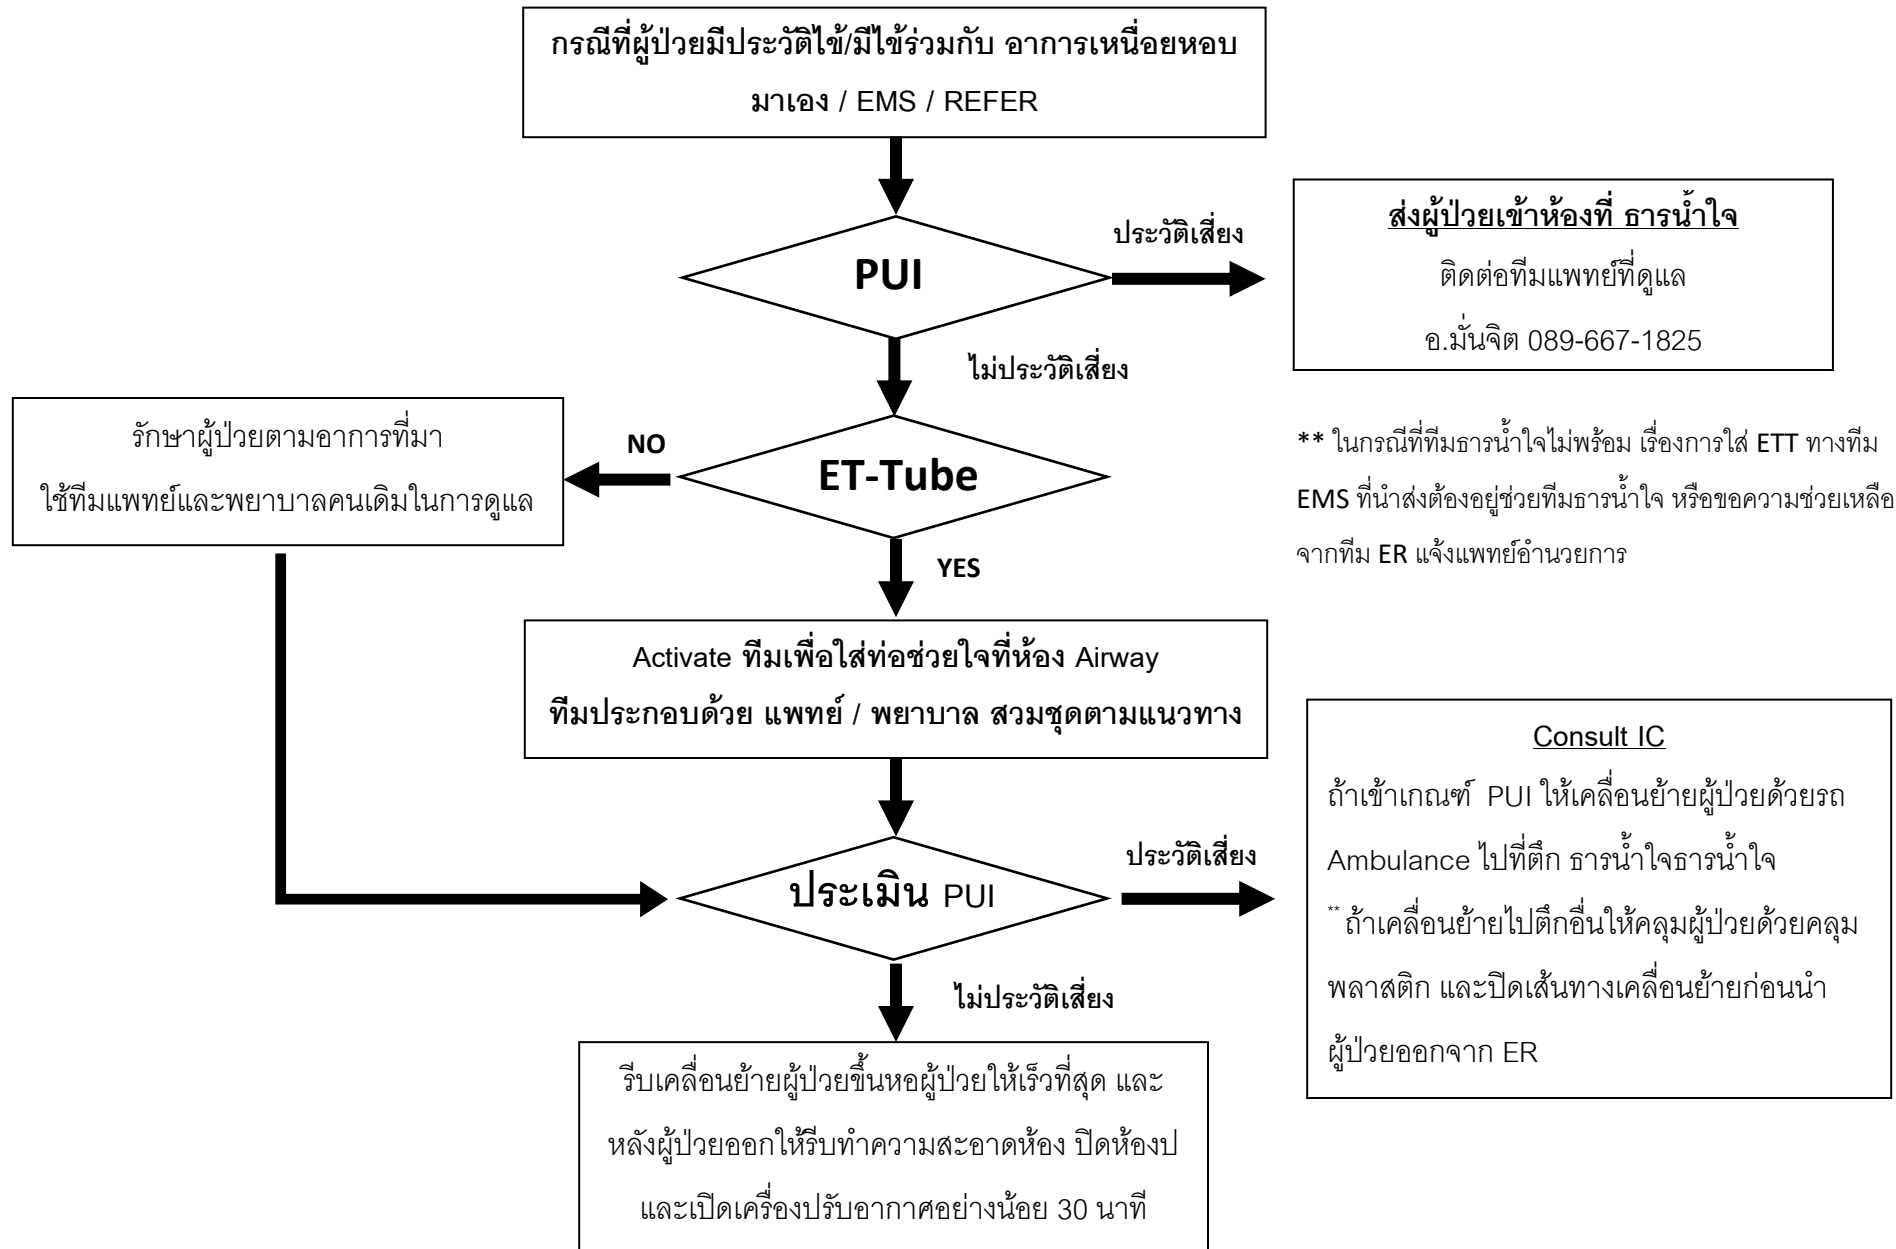 กรณีที่ผู้ป่วยมีประวัติไข้/มีไข้ร่วมกับ อาการเหนื่อยหอบ
มาเอง / EMS / REFER
PUI
ประวัติเสี่ยง
ส่งผู้ป่วยเข้าห้องที่ ธารน้ำใจ
ติดต่อทีมแพทย์ที่ดูแล
อ.มั่นจิต 089-667-1825
ไม่ประวัติเสี่ยง
** ในกรณีที่ทีมธารน้ำใจไม่พร้อม เรื่องการใส่ ETT ทางทีม
EMS ที่นำส่งต้องอยู่ช่วยทีมธารน้ำใจ หรือขอความช่วยเหลือ
จากทีม ER แจ้งแพทย์อำนวยการ
ET-Tube
NO
รักษาผู้ป่วยตามอาการที่มา
ใช้ทีมแพทย์และพยาบาลคนเดิมในการดูแล
YES
Activate ทีมเพื่อใส่ท่อช่วยใจที่ห้อง Airway
ทีมประกอบด้วย แพทย์ / พยาบาล สวมชุดตามแนวทาง
ประเมิน PUI
ประวัติเสี่ยง
Consult IC
ถ้าเข้าเกณฑ์ PUI ให้เคลื่อนย้ายผู้ป่วยด้วยรถ
Ambulance ไปที่ตึก ธารน้ำใจธารน้ำใจ
** ถ้าเคลื่อนย้ายไปตึกอื่นให้คลุมผู้ป่วยด้วยคลุม
พลาสติก และปิดเส้นทางเคลื่อนย้ายก่อนนำ
ผู้ป่วยออกจาก ER
ไม่ประวัติเสี่ยง
รีบเคลื่อนย้ายผู้ป่วยขึ้นหอผู้ป่วยให้เร็วที่สุด และ
หลังผู้ป่วยออกให้รีบทำความสะอาดห้อง ปิดห้องป
และเปิดเครื่องปรับอากาศอย่างน้อย 30 นาที